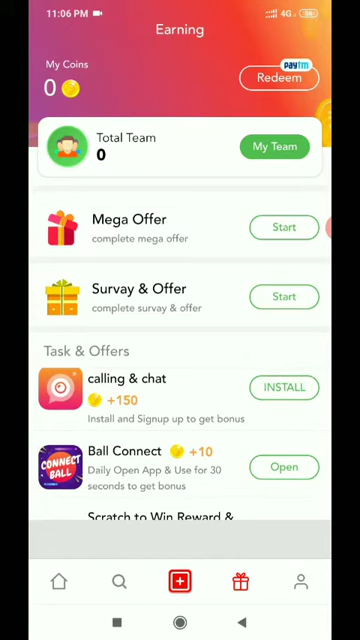 11:06 PM
4G
Earning
My Coins
paytm
0
Redeem
Total Team
0
My Team
Mega Offer
complete mega offer
Start
Survay & Offer
complete survay & offer
Start
Task & Offers
calling & chat
+150
INSTALL
Install and Signup up to get bonus
CONNECT
BALL
Ball Connect
+10
Daily Open App & Use for 30
seconds to get bonus
Open
Scratch to Win Reward &